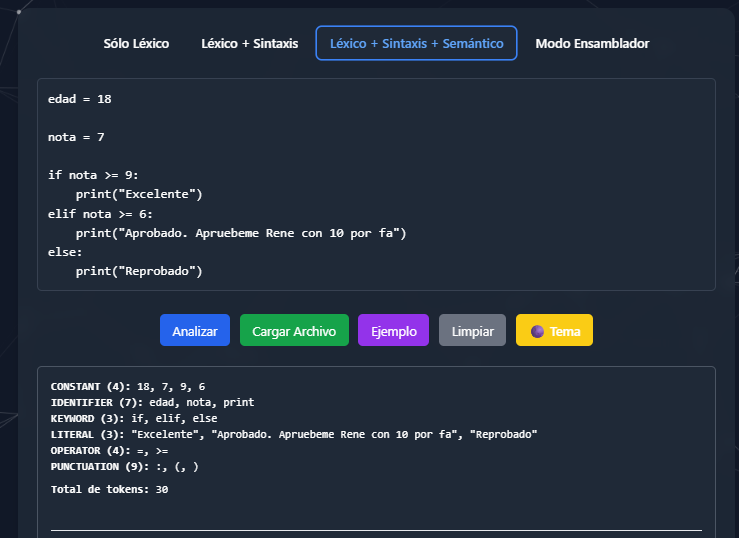 Sólo Léxico Léxico + Sintaxis Léxico + Sintaxis + Semántico Modo Ensamblador
edad = 18
nota = 7
if nota >= 9:
    print("Excelente")
elif nota >= 6:
    print("Aprobado. Apruebeme Rene con 10 por fa")
else:
    print("Reprobado")
Analizar Cargar Archivo Ejemplo Limpiar Tema
CONSTANT (4): 18, 7, 9, 6
IDENTIFIER (7): edad, nota, print
KEYWORD (3): if, elif, else
LITERAL (3): "Excelente", "Aprobado. Apruebeme Rene con 10 por fa", "Reprobado"
OPERATOR (4): =, >=
PUNCTUATION (9): :, (, )
Total de tokens: 30